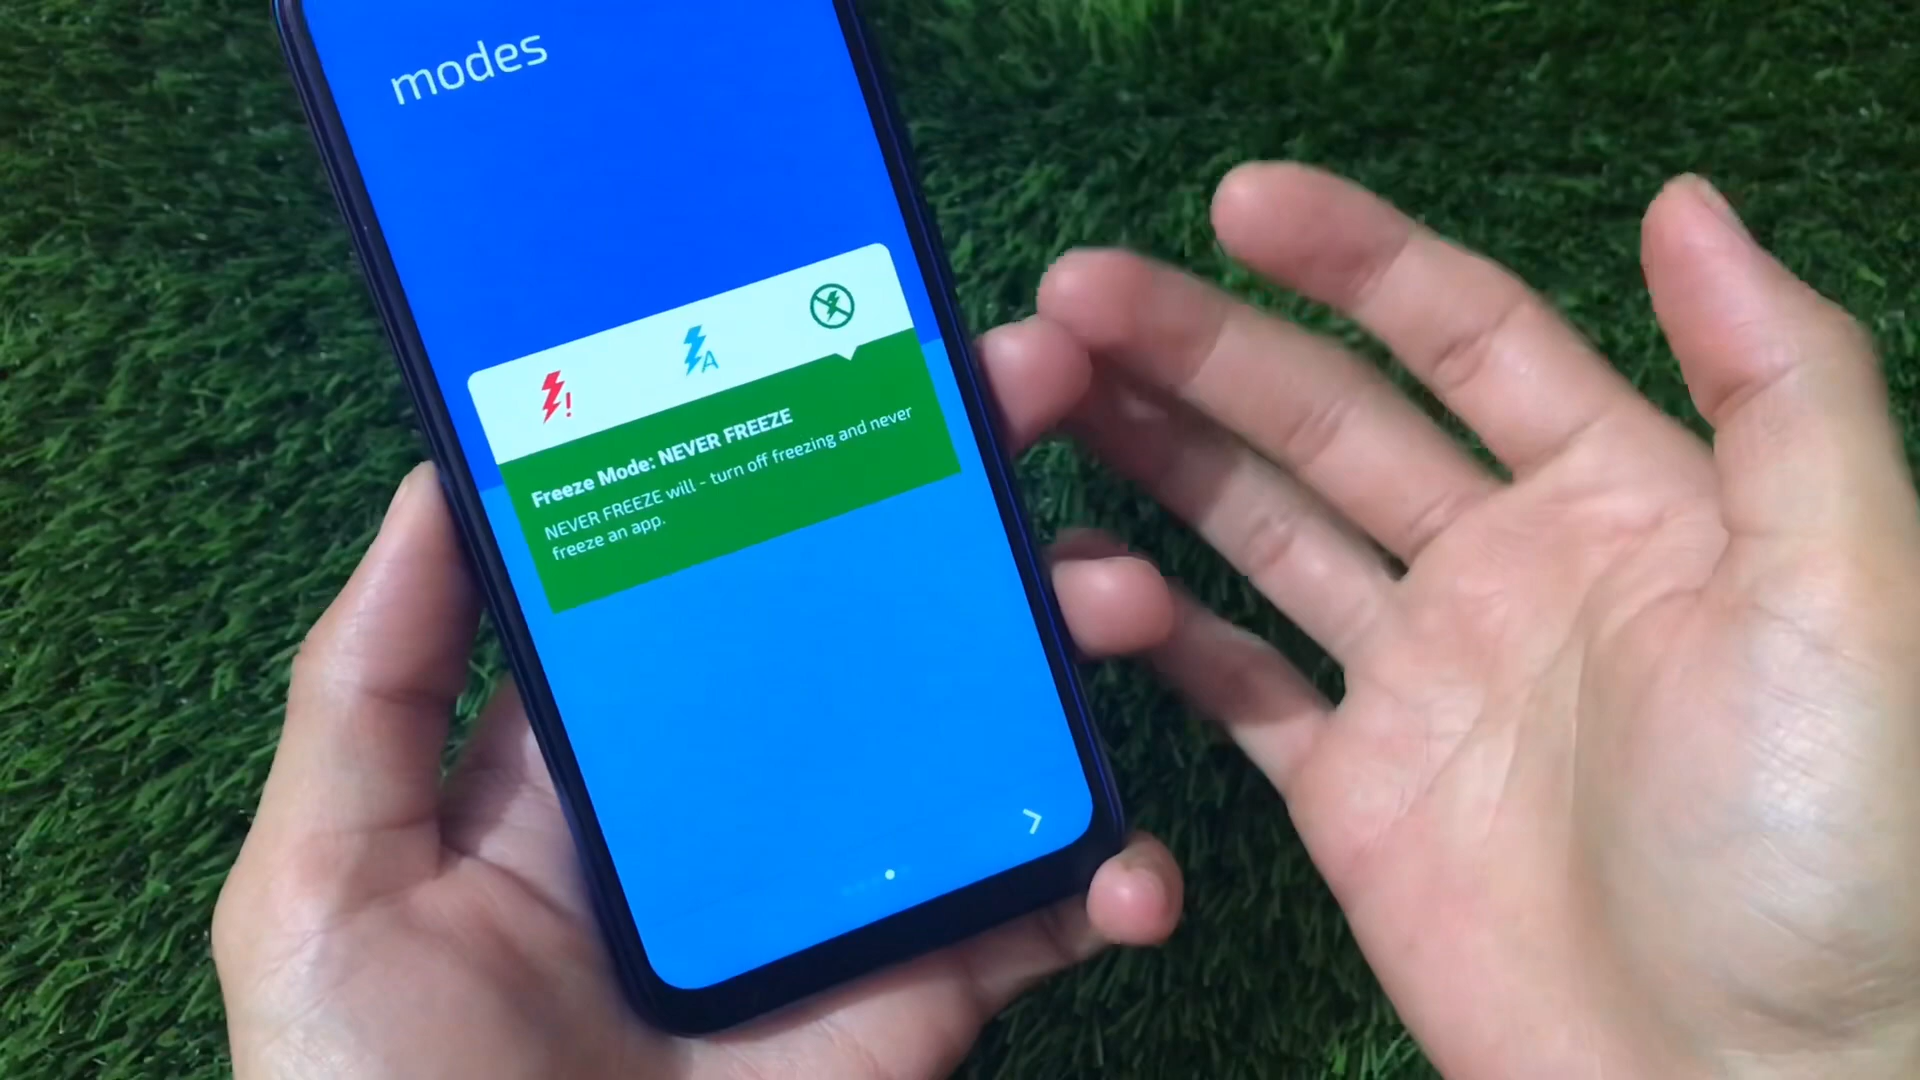 modes
!
A
Freeze Mode: NEVER FREEZE
NEVER FREEZE will - turn off freezing and never
freeze an app.